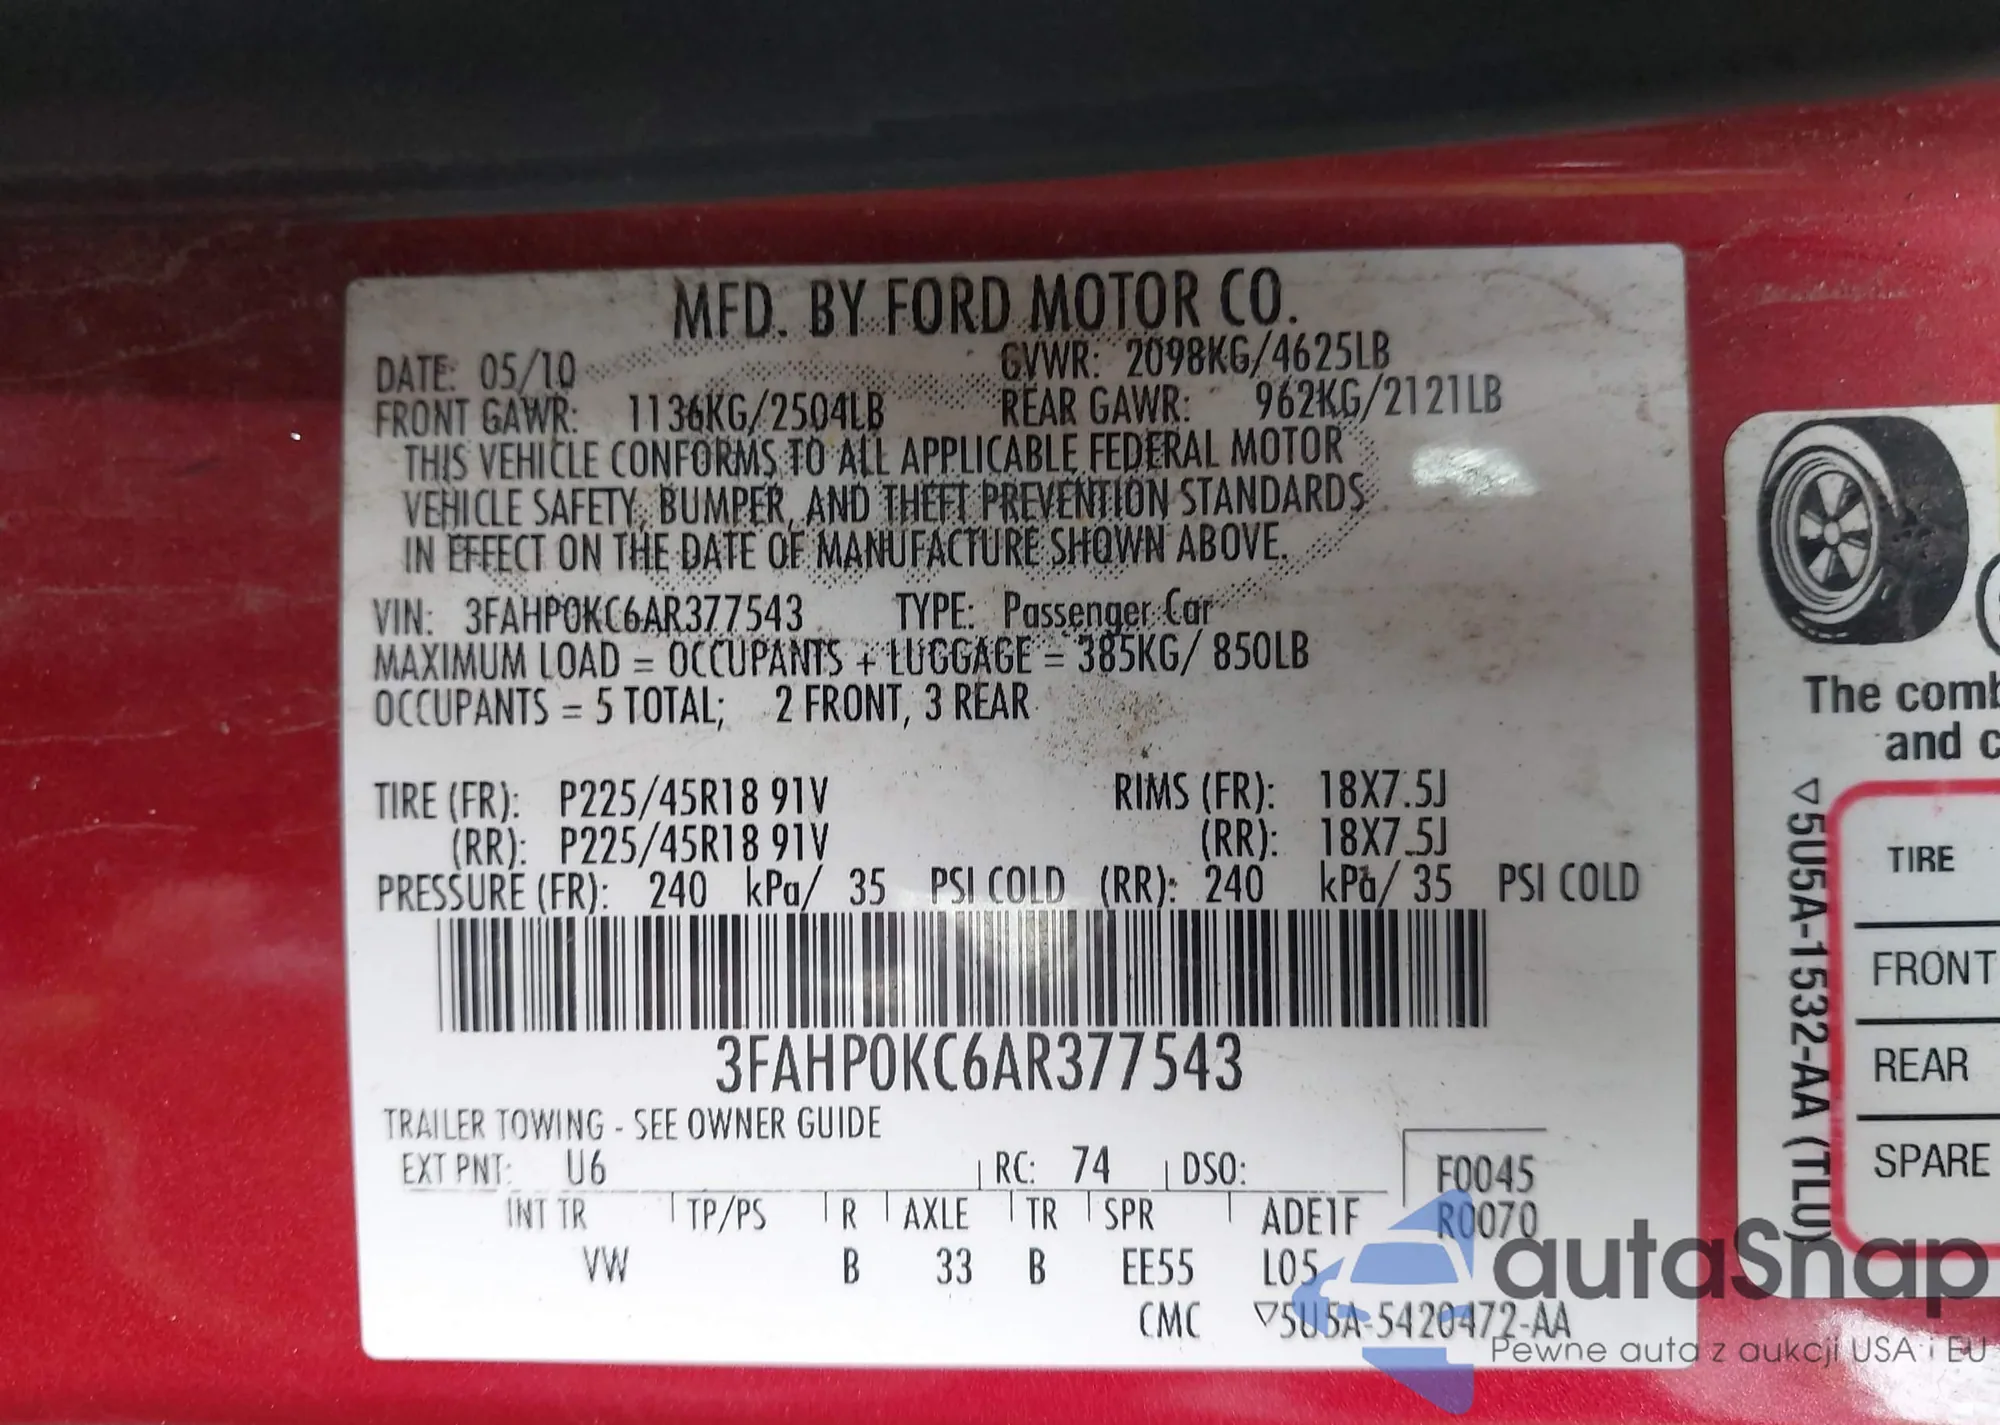 MFD. BY FORD MOTOR CO.
DATE: 05/10 GVWR: 2098KG/4625LB
FRONT GAWR: 1136KG/2504LB REAR GAWR: 962KG/2121LB
THIS VEHICLE CONFORMS TO ALL APPLICABLE FEDERAL MOTOR
VEHICLE SAFETY, BUMPER, AND THEFT PREVENTION STANDARDS
IN EFFECT ON THE DATE OF MANUFACTURE SHOWN ABOVE.
VIN: 3FAHP0KC6AR377543 TYPE: Passenger Car
MAXIMUM LOAD = OCCUPANTS + LUGGAGE = 385KG/ 850LB
OCCUPANTS = 5 TOTAL; 2 FRONT, 3 REAR
TIRE (FR): P225/45R18 91V RIMS (FR): 18X7.5J
(RR): P225/45R18 91V (RR): 18X7.5J
PRESSURE (FR): 240 kPa/ 35 PSI COLD (RR): 240 kPa/ 35 PSI COLD
3FAHP0KC6AR377543
TRAILER TOWING - SEE OWNER GUIDE
EXT PNT: U6 RC: 74 DSO: F0045
INT TR TP/PS R AXLE TR SPR ADE1F R0070
VW B 33 B EE55 L05
CMC ▽5U5A-5420472-AA
The comb
and c
▽5U5A-1532-AA (TLU)
TIRE
FRONT
REAR
SPARE
autoSnap
Pewne auta z aukcji USA i EU